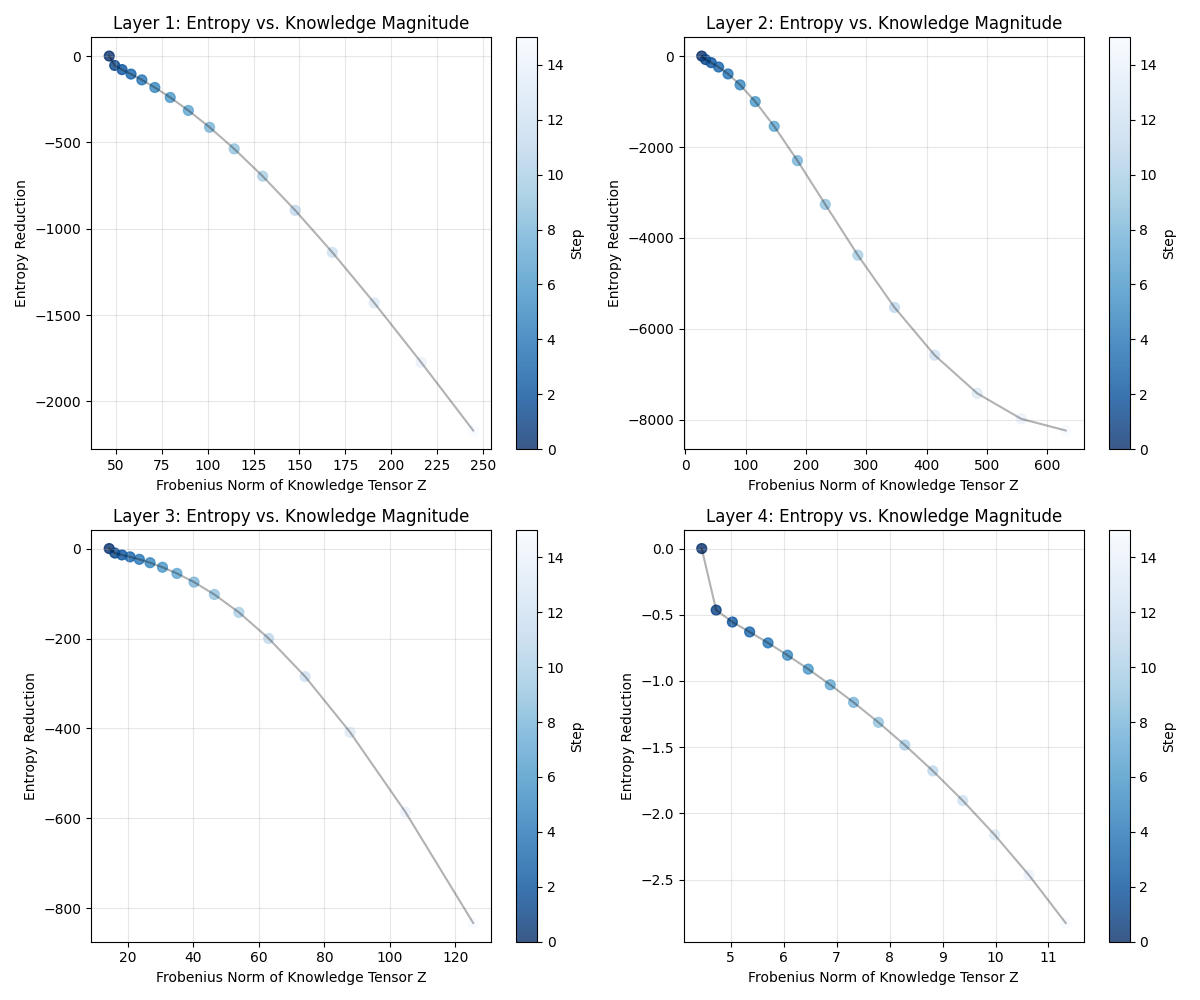 Layer 1: Entropy vs. Knowledge Magnitude
0
−500
−1000
−1500
−2000
Entropy Reduction
50 75 100 125 150 175 200 225 250
Frobenius Norm of Knowledge Tensor Z
14
12
10
8
6
4
2
0
Step
Layer 2: Entropy vs. Knowledge Magnitude
0
−2000
−4000
−6000
−8000
Entropy Reduction
0 100 200 300 400 500 600
Frobenius Norm of Knowledge Tensor Z
14
12
10
8
6
4
2
0
Step
Layer 3: Entropy vs. Knowledge Magnitude
0
−200
−400
−600
−800
Entropy Reduction
20 40 60 80 100 120
Frobenius Norm of Knowledge Tensor Z
14
12
10
8
6
4
2
0
Step
Layer 4: Entropy vs. Knowledge Magnitude
0.0
−0.5
−1.0
−1.5
−2.0
−2.5
Entropy Reduction
5 6 7 8 9 10 11
Frobenius Norm of Knowledge Tensor Z
14
12
10
8
6
4
2
0
Step